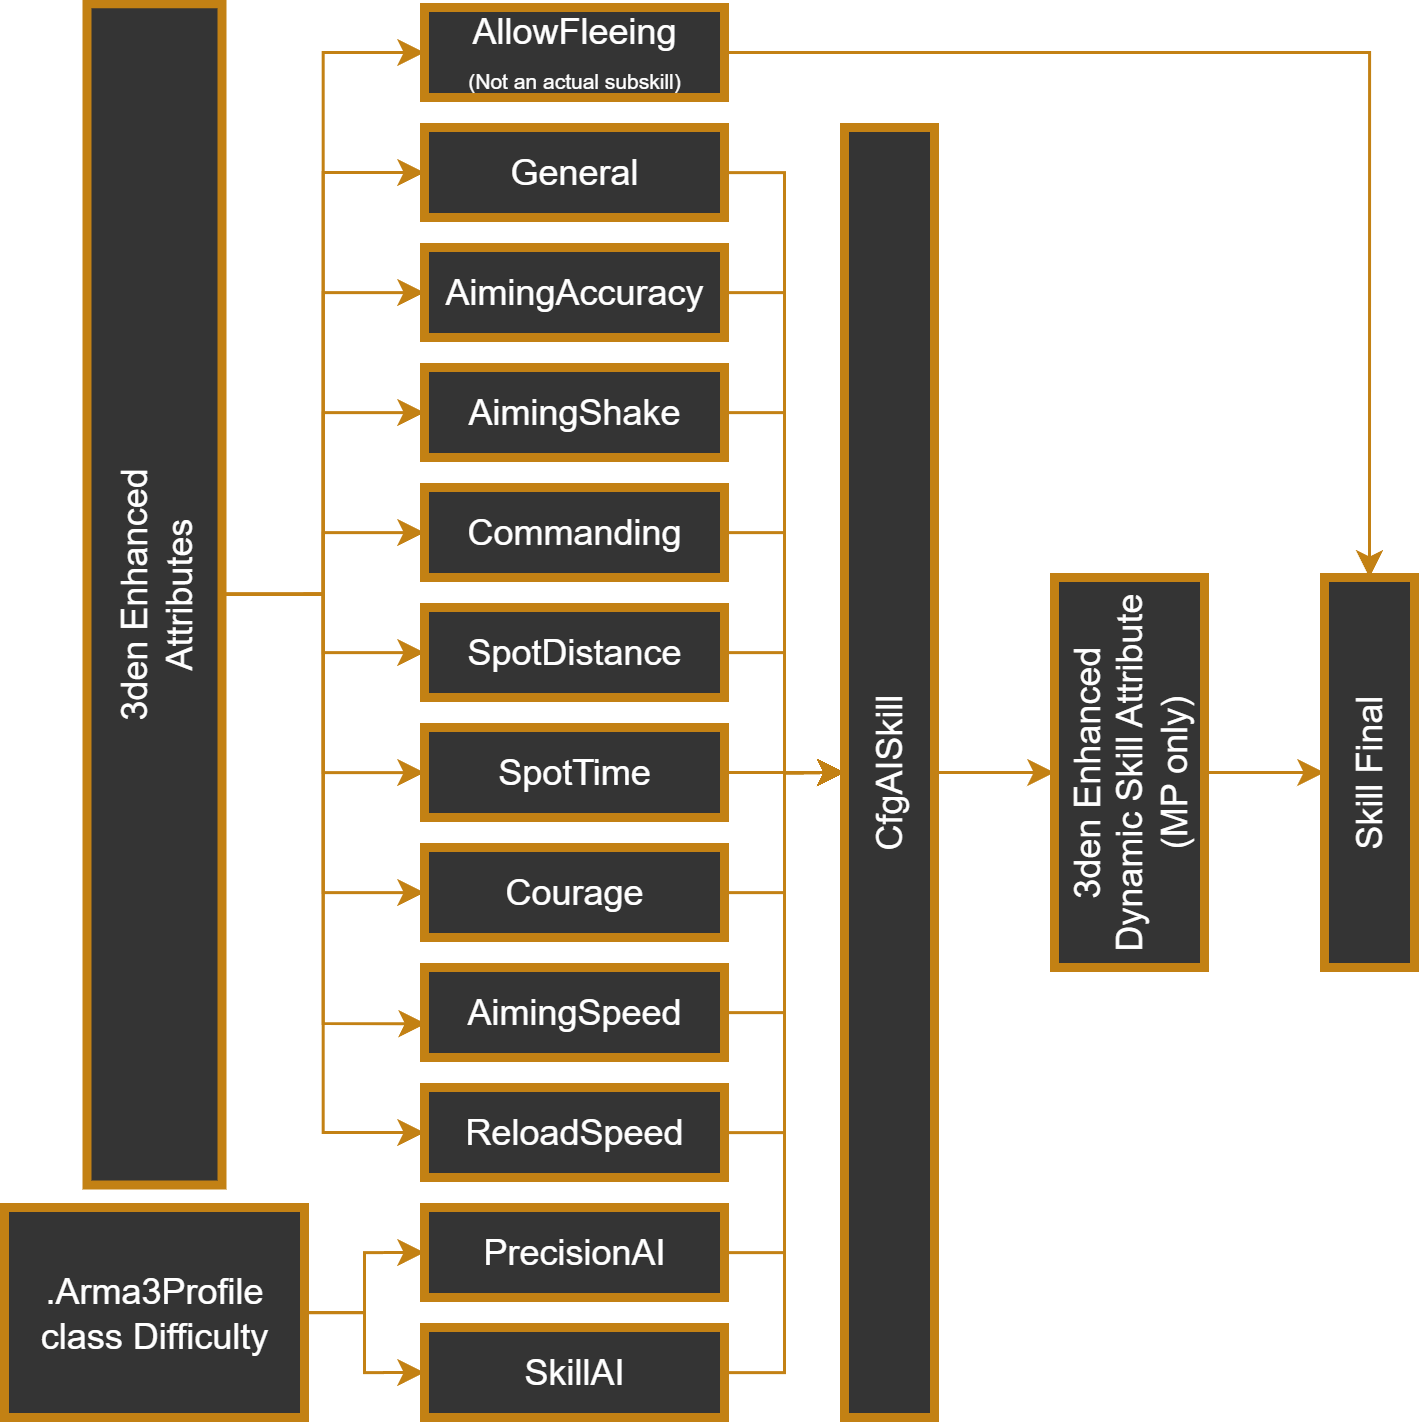 3den Enhanced
Attributes
.Arma3Profile
class Difficulty
AllowFleeing
(Not an actual subskill)
General
AimingAccuracy
AimingShake
Commanding
SpotDistance
SpotTime
Courage
AimingSpeed
ReloadSpeed
PrecisionAI
SkillAI
CfgAISkill
3den Enhanced
Dynamic Skill Attribute
(MP only)
Skill Final